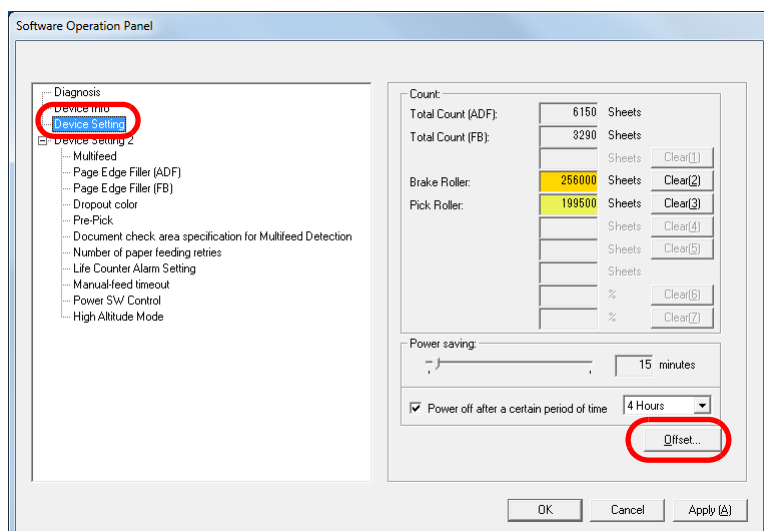 Software Operation Panel
Diagnosis
Device Info
Device Setting
Device Setting 2
Multifeed
Page Edge Filler (ADF)
Page Edge Filler (FB)
Dropout color
Pre-Pick
Document check area specification for Multifeed Detection
Number of paper feeding retries
Life Counter Alarm Setting
Manual-feed timeout
Power SW Control
High Altitude Mode
Count:
Total Count (ADF): 6150 Sheets
Total Count (FB): 3290 Sheets
Sheets Clear(1)
Brake Roller: 256000 Sheets Clear(2)
Pick Roller: 199500 Sheets Clear(3)
Sheets Clear(4)
Sheets Clear(5)
Sheets
% Clear(6)
% Clear(7)
Power saving:
15 minutes
Power off after a certain period of time 4 Hours
Offset...
OK Cancel Apply (A)